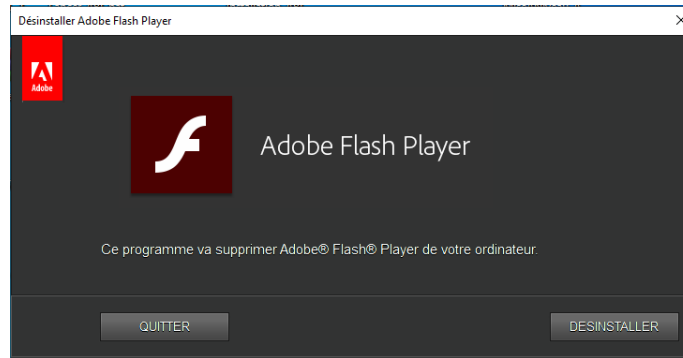 Désinstaller Adobe Flash Player
Adobe
Adobe Flash Player
Ce programme va supprimer Adobe® Flash® Player de votre ordinateur.
QUITTER
DESINSTALLER